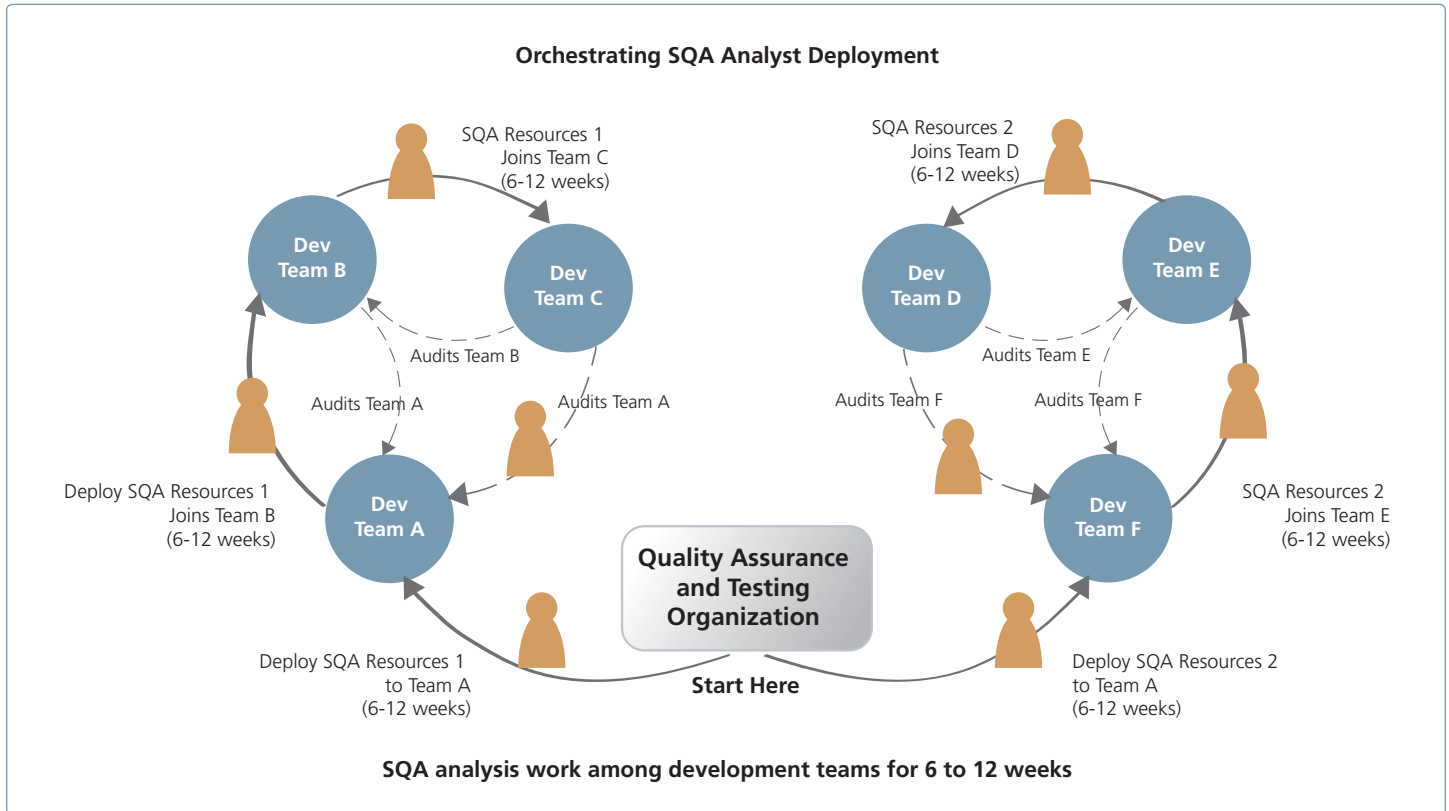 Orchestrating SQA Analyst Deployment
SQA Resources 1
Joins Team C
(6-12 weeks)
SQA Resources 2
Joins Team D
(6-12 weeks)
Dev
Team B
Dev
Team C
Dev
Team D
Dev
Team E
Audits Team B
Audits Team E
Audits Team A
Audits Team A
Audits Team F
Audits Team F
Deploy SQA Resources 1
Joins Team B
(6-12 weeks)
Dev
Team A
Dev
Team F
SQA Resources 2
Joins Team E
(6-12 weeks)
Quality Assurance
and Testing
Organization
Deploy SQA Resources 1
to Team A
(6-12 weeks)
Start Here
Deploy SQA Resources 2
to Team A
(6-12 weeks)
SQA analysis work among development teams for 6 to 12 weeks